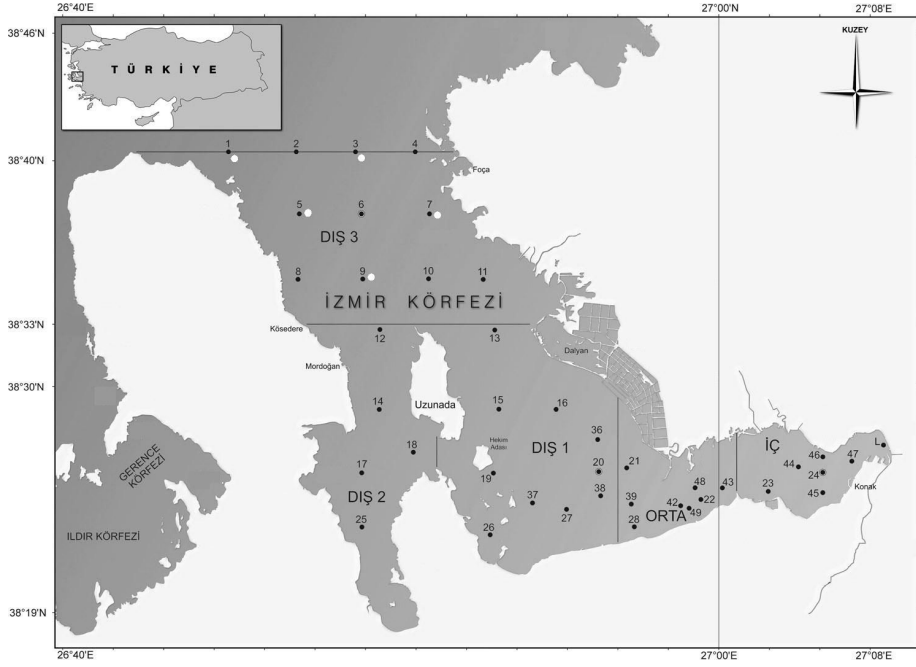 26°40'E
27°00'E
27°08'E
38°46'N
TÜRKİYE
KUZEY
38°40'N
1
2
3
4
Foça
5
6
7
DIŞ 3
8
9
10
11
İZMİR KÖRFEZİ
38°33'N
Kösedere
12
13
Dalyan
Mordoğan
38°30'N
Uzunada
14
15
16
36
DIŞ 1
Hekim
Adası
18
17
19
20
21
İÇ
46
47
L
44
24
Konak
GERENCE
KÖRFEZİ
DIŞ 2
48
43
23
45
37
38
39
42
22
49
27
ORTA
25
26
28
ILDIR KÖRFEZİ
38°19'N
26°40'E
27°00'E
27°08'E